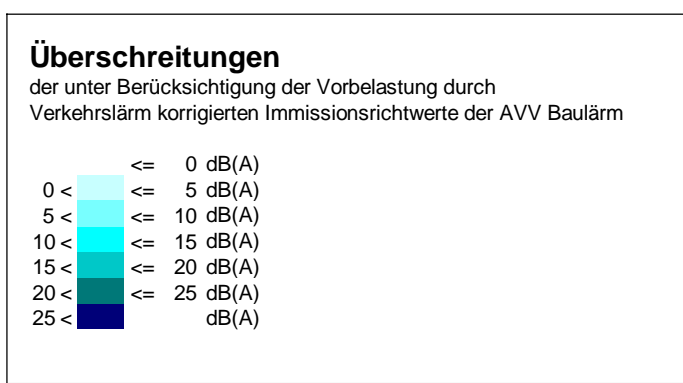 Überschreitungen
der unter Berücksichtigung der Vorbelastung durch
Verkehrslärm korrigierten Immissionsrichtwerte der AVV Baulärm
<= 0 dB(A)
0 < <= 5 dB(A)
5 < <= 10 dB(A)
10 < <= 15 dB(A)
15 < <= 20 dB(A)
20 < <= 25 dB(A)
25 < dB(A)